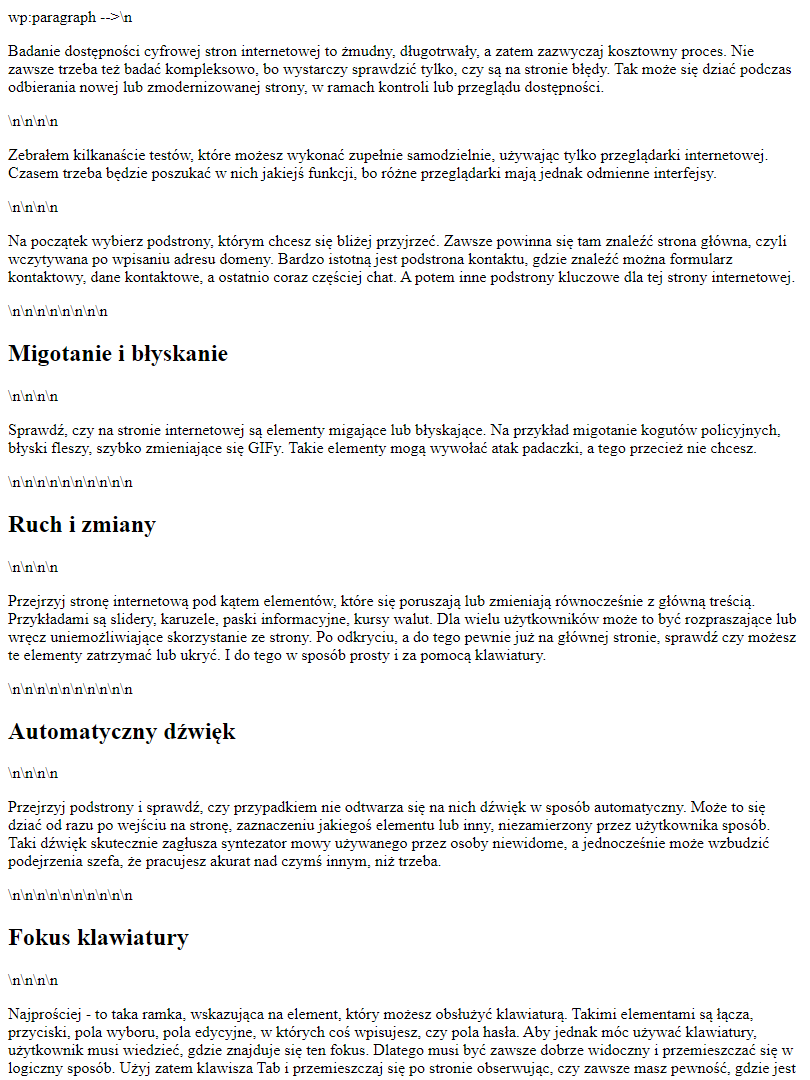 wp:paragraph -->\n
Badanie dostępności cyfrowej stron internetowej to żmudny, długotrwały, a zatem zazwyczaj kosztowny proces. Nie
zawsze trzeba też badać kompleksowo, bo wystarczy sprawdzić tylko, czy są na stronie błędy. Tak może się dziać podczas
odbierania nowej lub zmodernizowanej strony, w ramach kontroli lub przeglądu dostępności.
\n\n\n\n
Zebrałem kilkanaście testów, które możesz wykonać zupełnie samodzielnie, używając tylko przeglądarki internetowej.
Czasem trzeba będzie poszukać w nich jakiejś funkcji, bo różne przeglądarki mają jednak odmienne interfejsy.
\n\n\n\n
Na początek wybierz podstrony, którym chcesz się bliżej przyjrzeć. Zawsze powinna się tam znaleźć strona główna, czyli
wczytywana po wpisaniu adresu domeny. Bardzo istotną jest podstrona kontaktu, gdzie znaleźć można formularz
kontaktowy, dane kontaktowe, a ostatnio coraz częściej chat. A potem inne podstrony kluczowe dla tej strony internetowej.
\n\n\n\n\n\n\n\n
Migotanie i błyskanie
\n\n\n\n
Sprawdź, czy na stronie internetowej są elementy migające lub błyskające. Na przykład migotanie kogutów policyjnych,
błyski fleszy, szybko zmieniające się GIFy. Takie elementy mogą wywołać atak padaczki, a tego przecież nie chcesz.
\n\n\n\n\n\n\n\n\n\n
Ruch i zmiany
\n\n\n\n
Przejrzyj stronę internetową pod kątem elementów, które się poruszają lub zmieniają równocześnie z główną treścią.
Przykładami są slidery, karuzele, paski informacyjne, kursy walut. Dla wielu użytkowników może to być rozpraszające lub
wręcz uniemożliwiające skorzystanie ze strony. Po odkryciu, a do tego pewnie już na głównej stronie, sprawdź czy możesz
te elementy zatrzymać lub ukryć. I do tego w sposób prosty i za pomocą klawiatury.
\n\n\n\n\n\n\n\n\n\n
Automatyczny dźwięk
\n\n\n\n
Przejrzyj podstrony i sprawdź, czy przypadkiem nie odtwarza się na nich dźwięk w sposób automatyczny. Może to się
dziać od razu po wejściu na stronę, zaznaczeniu jakiegoś elementu lub inny, niezamierzony przez użytkownika sposób.
Taki dźwięk skutecznie zagłusza syntezator mowy używanego przez osoby niewidome, a jednocześnie może wzbudzić
podejrzenia szefa, że pracujesz akurat nad czymś innym, niż trzeba.
\n\n\n\n\n\n\n\n\n\n
Fokus klawiatury
\n\n\n\n
Najprościej - to taka ramka, wskazująca na element, który możesz obsłużyć klawiaturą. Takimi elementami są łącza,
przyciski, pola wyboru, pola edycyjne, w których coś wpisujesz, czy pola hasła. Aby jednak móc używać klawiatury,
użytkownik musi wiedzieć, gdzie znajduje się ten fokus. Dlatego musi być zawsze dobrze widoczny i przemieszczać się w
logiczny sposób. Użyj zatem klawisza Tab i przemieszczaj się po stronie obserwując, czy zawsze masz pewność, gdzie jest